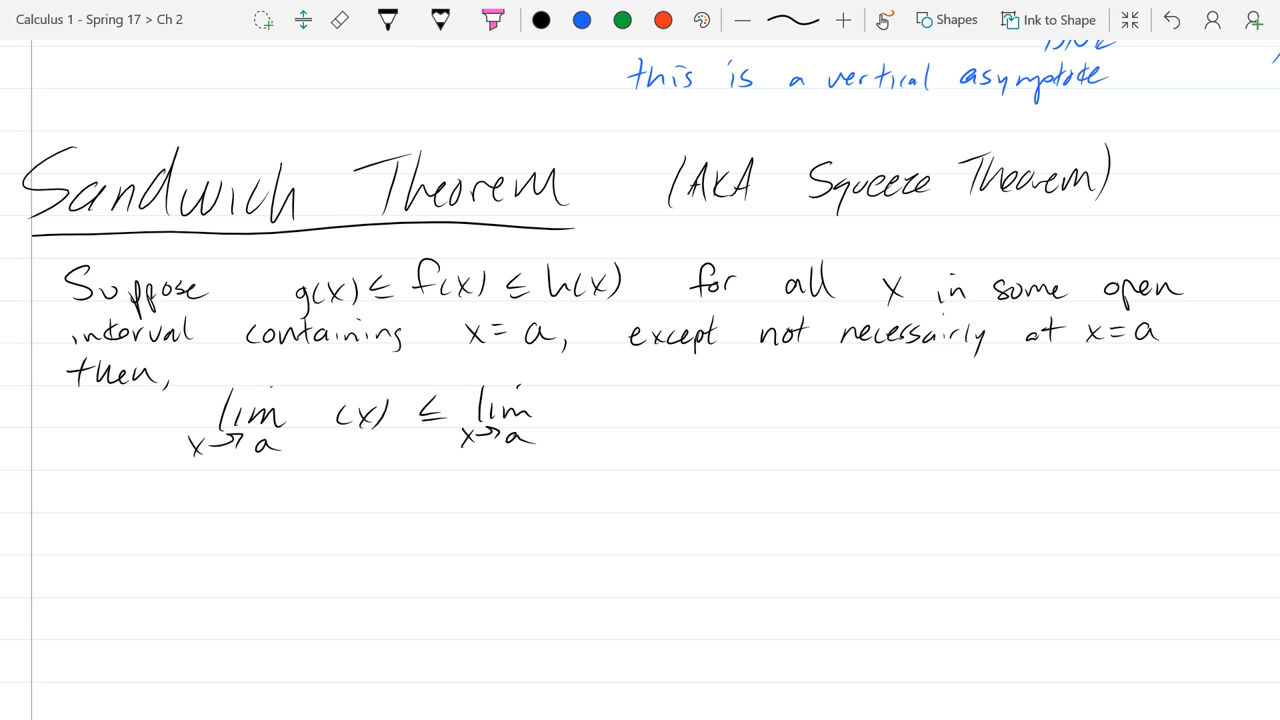 Calculus 1 - Spring 17 > Ch 2
Shapes
Ink to Shape
this is a vertical asymptote
Sandwich Theorem (AKA Squeeze Theorem)
Suppose g(x) ≤ f(x) ≤ h(x) for all x in some open
interval containing x = a, except not necessairly at x = a
then,
lim (x) ≤ lim
x→a x→a